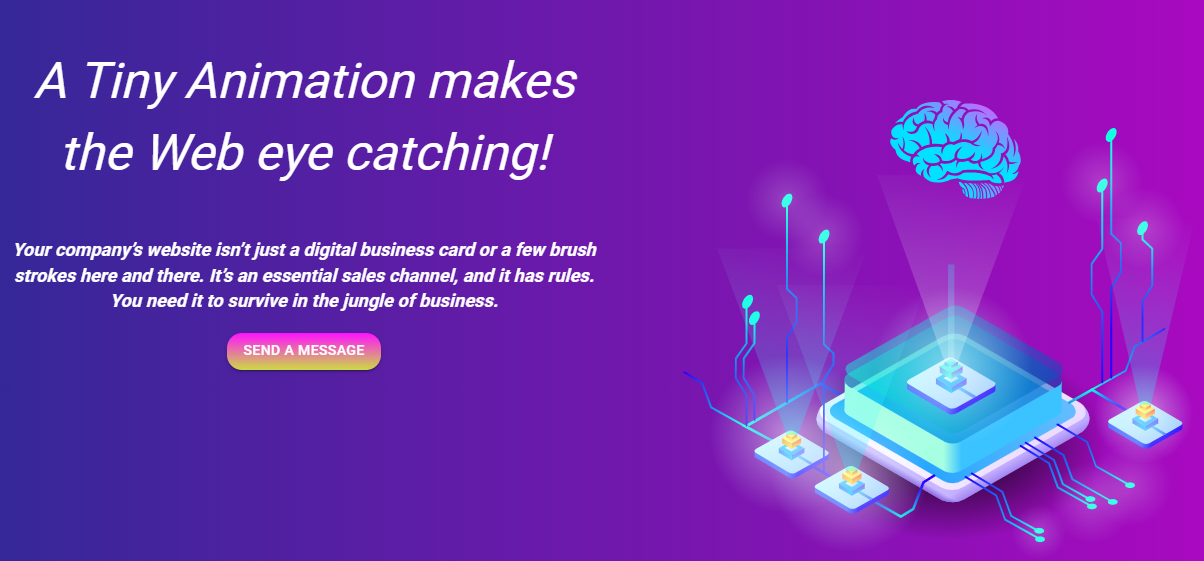 A Tiny Animation makes
the Web eye catching!
Your company’s website isn’t just a digital business card or a few brush
strokes here and there. It’s an essential sales channel, and it has rules.
You need it to survive in the jungle of business.
SEND A MESSAGE